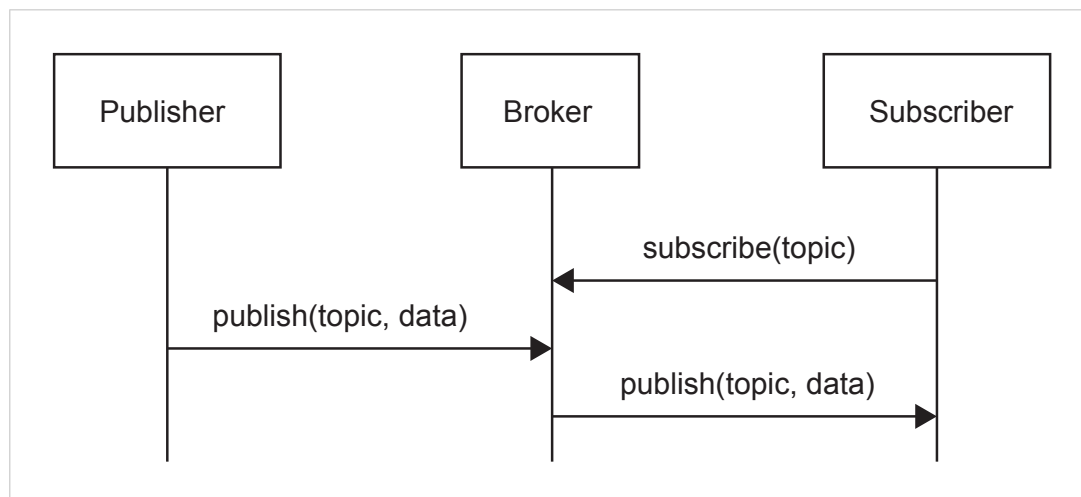 Publisher
Broker
Subscriber
subscribe(topic)
publish(topic, data)
publish(topic, data)